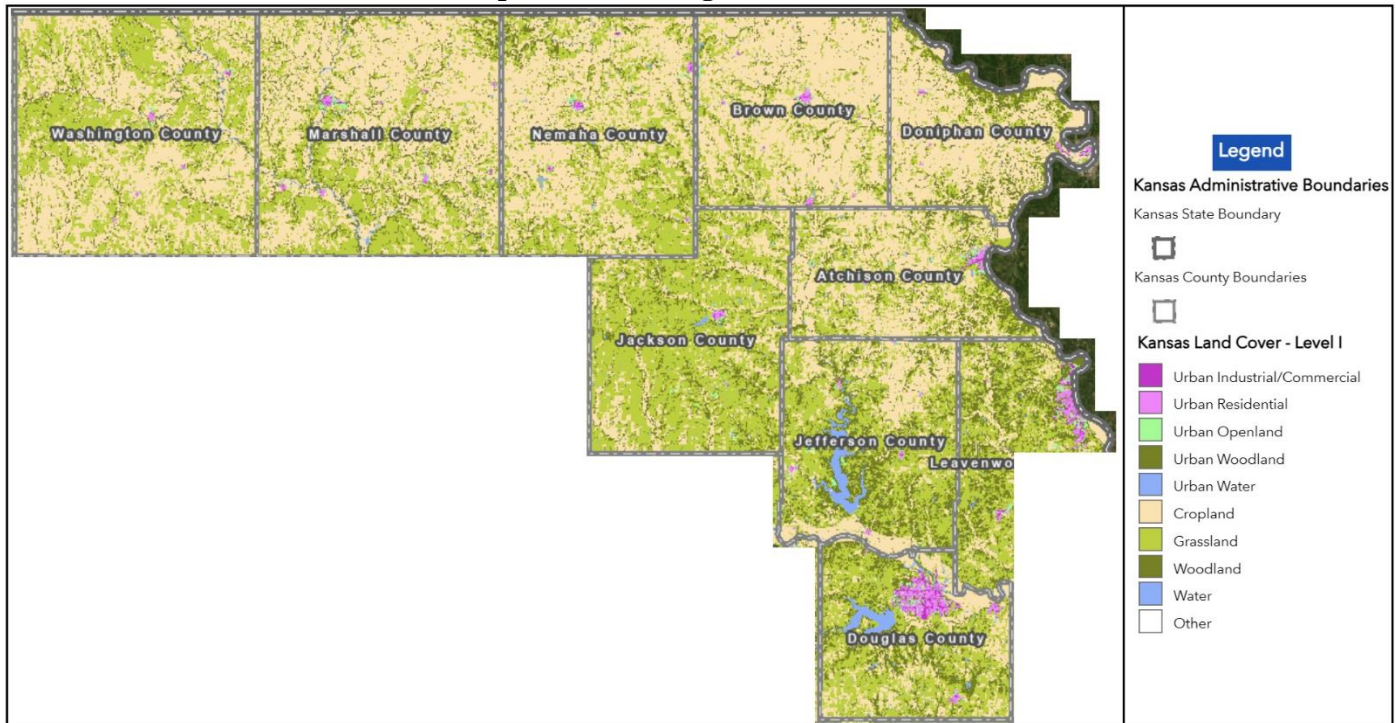 Washington County
Marshall County
Nemaha County
Brown County
Doniphan County
Atchison County
Jackson County
Jefferson County
Leavenwo
Douglas County
Legend
Kansas Administrative Boundaries
Kansas State Boundary
Kansas County Boundaries
Kansas Land Cover - Level I
Urban Industrial/Commercial
Urban Residential
Urban Openland
Urban Woodland
Urban Water
Cropland
Grassland
Woodland
Water
Other